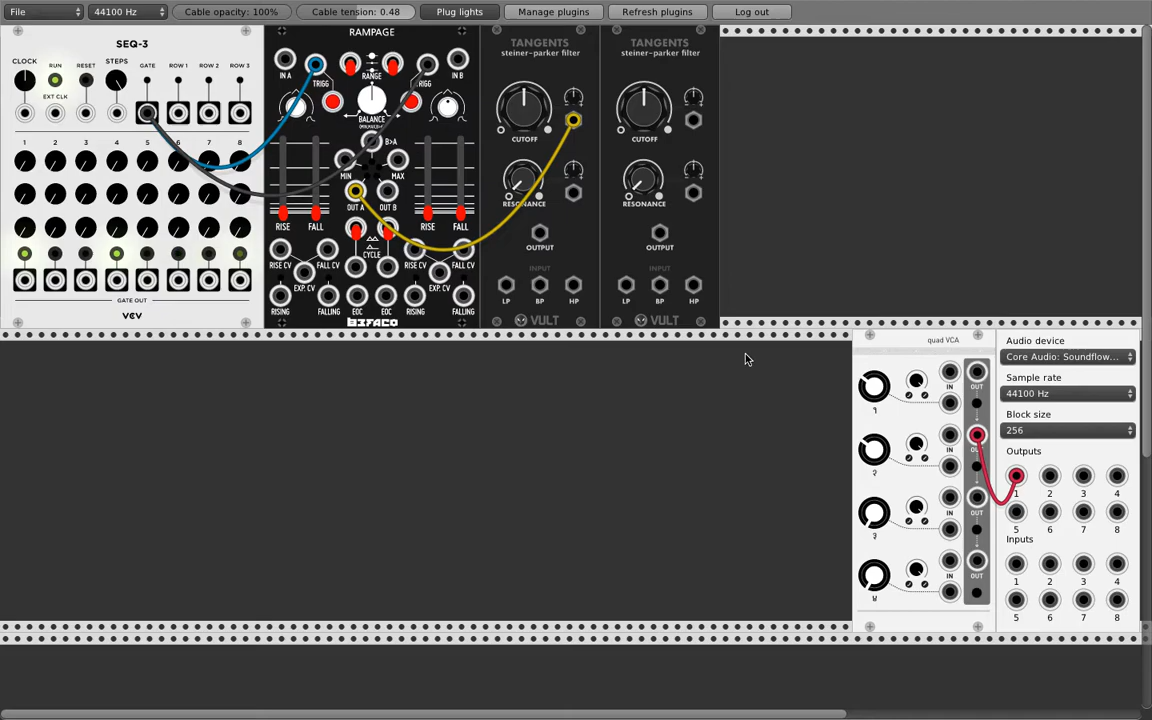 File
44100 Hz
Cable opacity: 100%
Cable tension: 0.48
Plug lights
Manage plugins
Refresh plugins
Log out
SEQ-3
CLOCK
RUN
RESET
STEPS
GATE
ROW 1
ROW 2
ROW 3
EXT CLK
1 2 3 4 5 6 7 8
GATE OUT
VCV
RAMPAGE
IN A
IN B
TRIGG
RANGE
BALANCE
B>A
MIN
MAX
OUT A
OUT B
RISE
FALL
RISE
FALL
CYCLE
RISE CV
FALL CV
RISE CV
FALL CV
EXP. CV
EXP. CV
RISING
FALLING
EOC
EOC
RISING
FALLING
BEFACO
TANGENTS
steiner-parker filter
CUTOFF
RESONANCE
OUTPUT
INPUT
LP
BP
HP
VULT
TANGENTS
steiner-parker filter
CUTOFF
RESONANCE
OUTPUT
INPUT
LP
BP
HP
VULT
quad VCA
IN
OUT
IN
IN
OUT
IN
OUT
Audio device
Core Audio: Soundflow...
Sample rate
44100 Hz
Block size
256
Outputs
1 2 3 4
5 6 7 8
Inputs
1 2 3 4
5 6 7 8